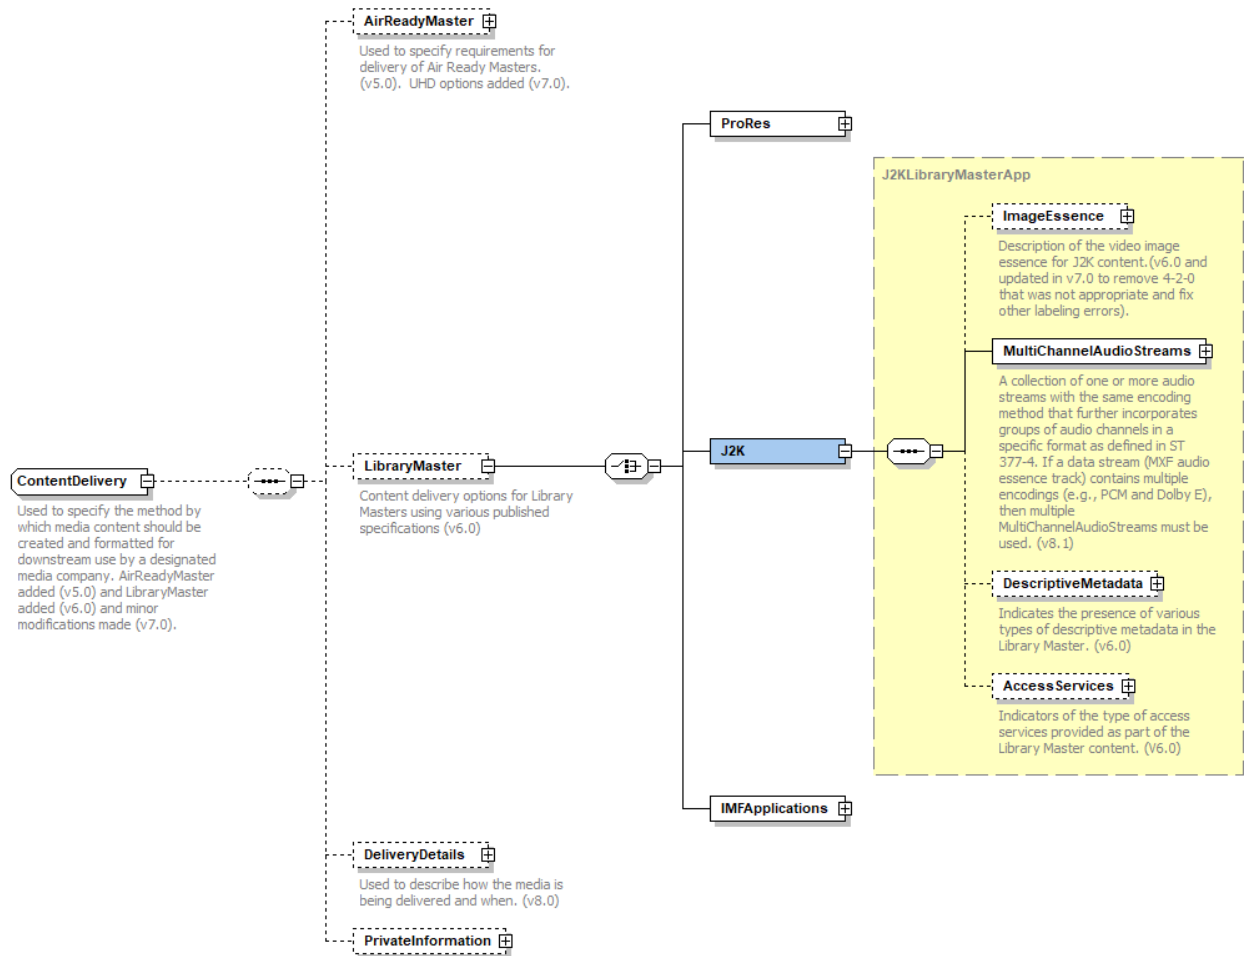 AirReadyMaster
Used to specify requirements for
delivery of Air Ready Masters.
(v5.0).  UHD options added (v7.0).
ProRes
J2KLibraryMasterApp
ImageEssence
Description of the video image
essence for J2K content.(v6.0 and
updated in v7.0 to remove 4-2-0
that was not appropriate and fix
other labeling errors).
MultiChannelAudioStreams
A collection of one or more audio
streams with the same encoding
method that further incorporates
groups of audio channels in a
specific format as defined in ST
377-4. If a data stream (MXF audio
essence track) contains multiple
encodings (e.g., PCM and Dolby E),
then multiple
MultiChannelAudioStreams must be
used. (v8.1)
J2K
LibraryMaster
Content delivery options for Library
Masters using various published
specifications (v6.0)
ContentDelivery
Used to specify the method by
which media content should be
created and formatted for
downstream use by a designated
media company. AirReadyMaster
added (v5.0) and LibraryMaster
added (v6.0) and minor
modifications made (v7.0).
DescriptiveMetadata
Indicates the presence of various
types of descriptive metadata in the
Library Master. (v6.0)
AccessServices
Indicators of the type of access
services provided as part of the
Library Master content. (V6.0)
IMFApplications
DeliveryDetails
Used to describe how the media is
being delivered and when. (v8.0)
PrivateInformation